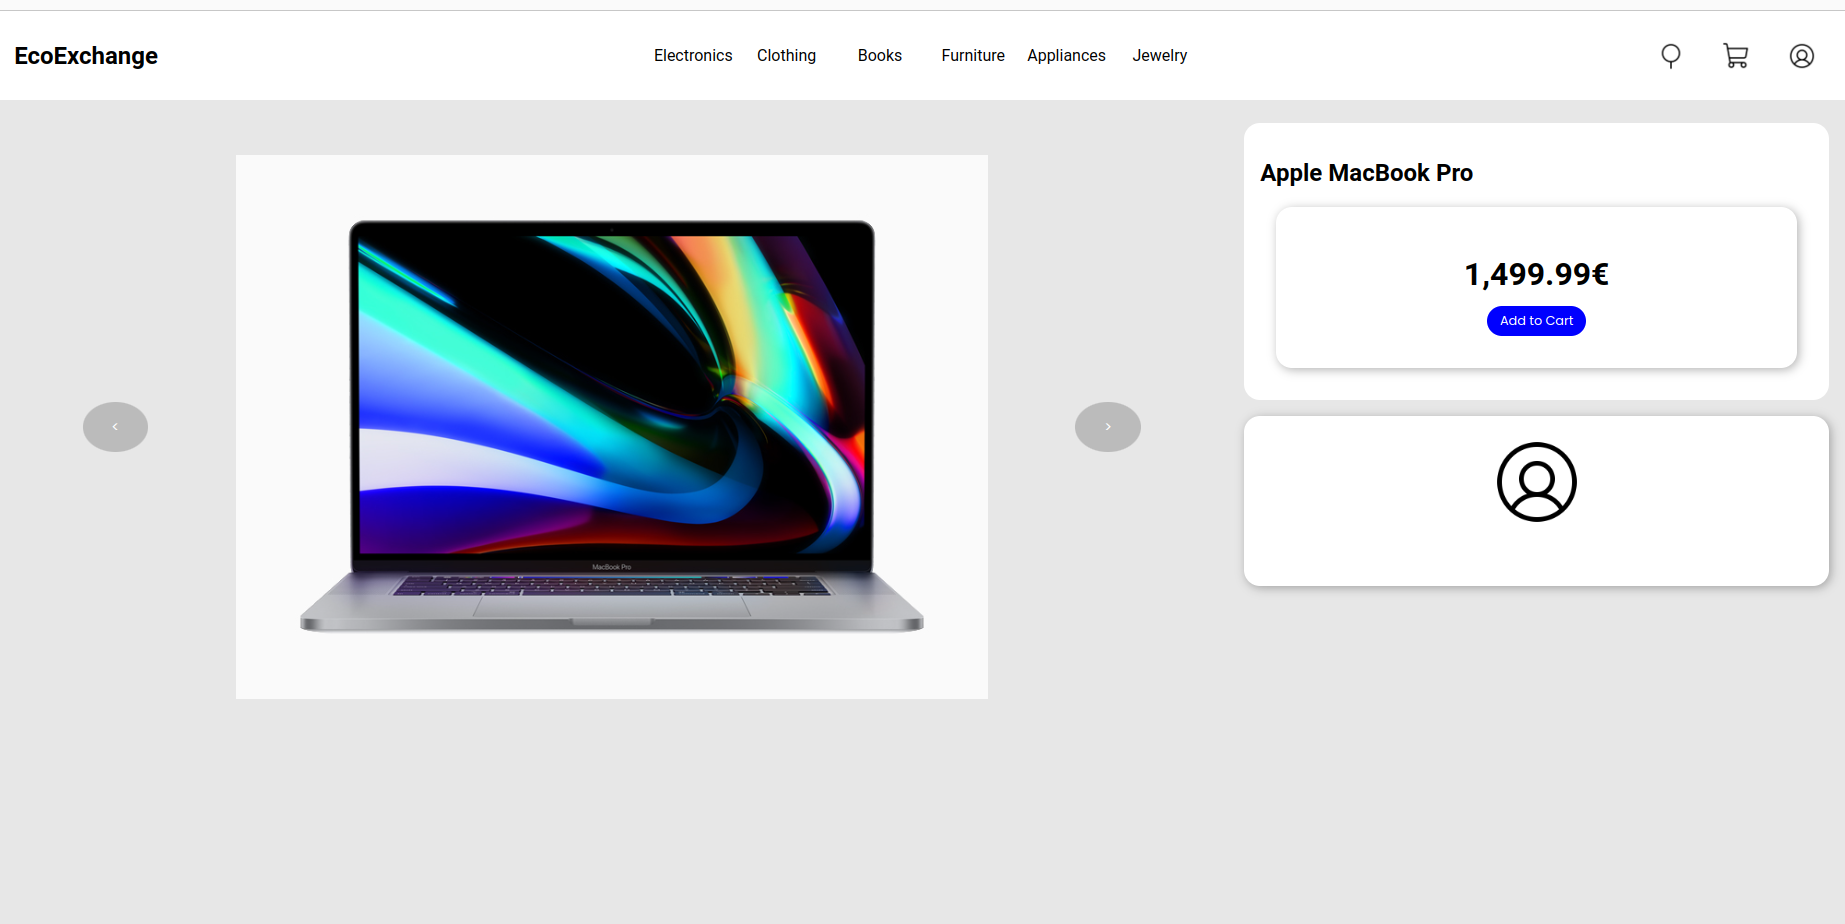 EcoExchange
Electronics Clothing Books Furniture Appliances Jewelry
Apple MacBook Pro
1,499.99€
Add to Cart
<
>
MacBook Pro